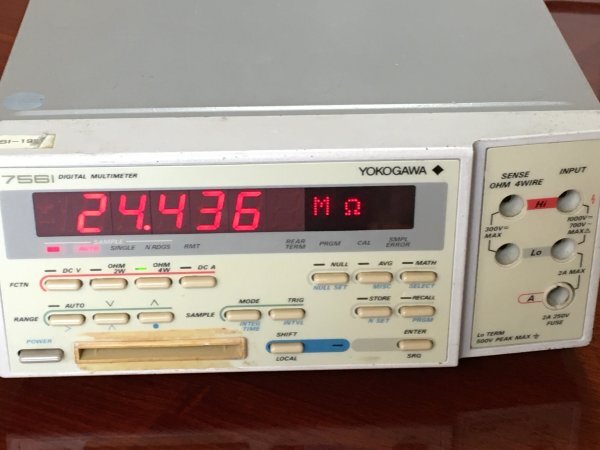 7561 DIGITAL MULTIMETER
YOKOGAWA
24.436 MΩ
SAMPLE
AUTO SINGLE N RDGS RMT REAR TERM PRGM CAL SMPL ERROR
FCTN DC V OHM 2W OHM 4W DC A NULL AVG MATH
NULL SET MISC SELECT
RANGE AUTO SAMPLE MODE TRIG STORE RECALL
INTEG TIME INTVL N SET PRGM
POWER SHIFT ENTER
LOCAL SRQ
SENSE OHM 4WIRE INPUT
Hi
300V MAX
1000V
700V MAX
Lo
2A MAX
A
2A 250V FUSE
Lo TERM
500V PEAK MAX